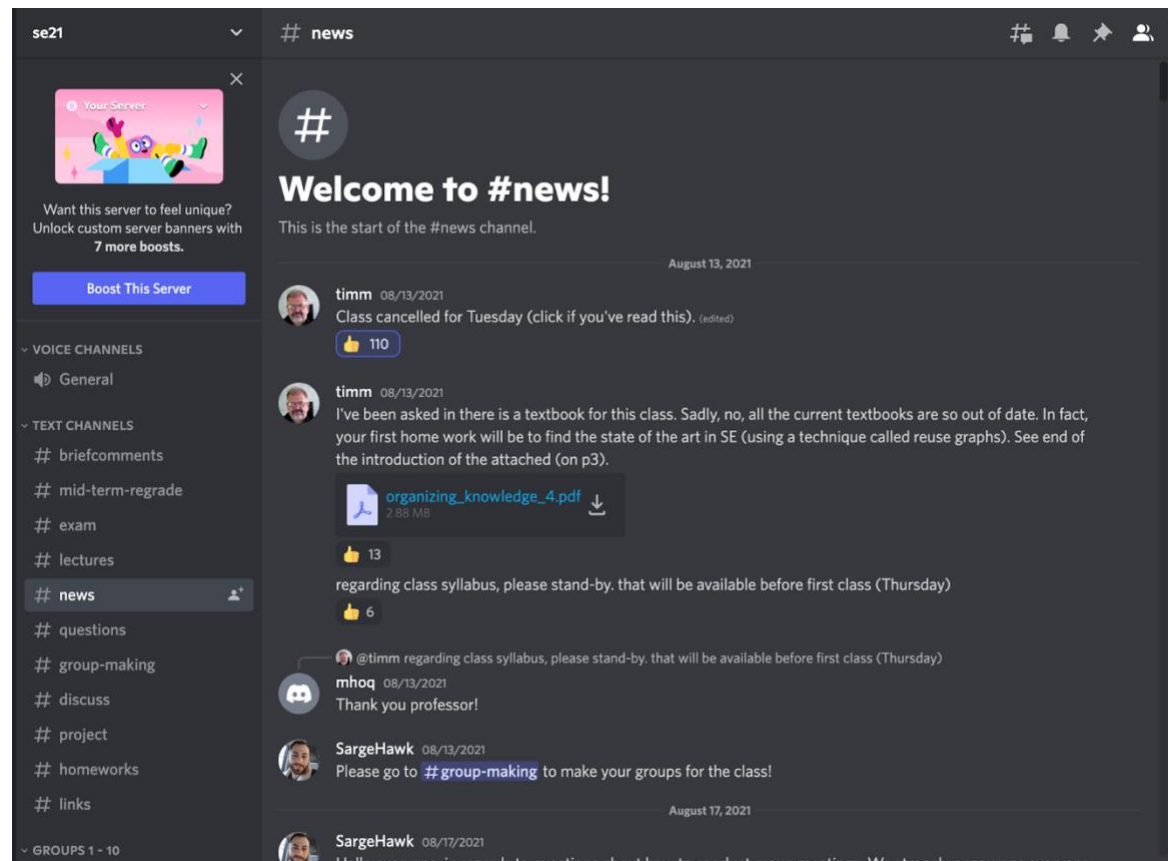 se21
# news
Your Server
Want this server to feel unique?
Unlock custom server banners with
7 more boosts.
Boost This Server
VOICE CHANNELS
General
TEXT CHANNELS
# briefcomments
# mid-term-regrade
# exam
# lectures
# news
# questions
# group-making
# discuss
# project
# homeworks
# links
GROUPS 1 - 10
#
Welcome to #news!
This is the start of the #news channel.
August 13, 2021
timm 08/13/2021
Class cancelled for Tuesday (click if you've read this). (edited)
👍 110
timm 08/13/2021
I've been asked in there is a textbook for this class. Sadly, no, all the current textbooks are so out of date. In fact,
your first home work will be to find the state of the art in SE (using a technique called reuse graphs). See end of
the introduction of the attached (on p3).
organizing_knowledge_4.pdf
2.88 MB
👍 13
regarding class syllabus, please stand-by. that will be available before first class (Thursday)
👍 6
@timm regarding class syllabus, please stand-by. that will be available before first class (Thursday)
mhoq 08/13/2021
Thank you professor!
SargeHawk 08/13/2021
Please go to #group-making to make your groups for the class!
August 17, 2021
SargeHawk 08/17/2021